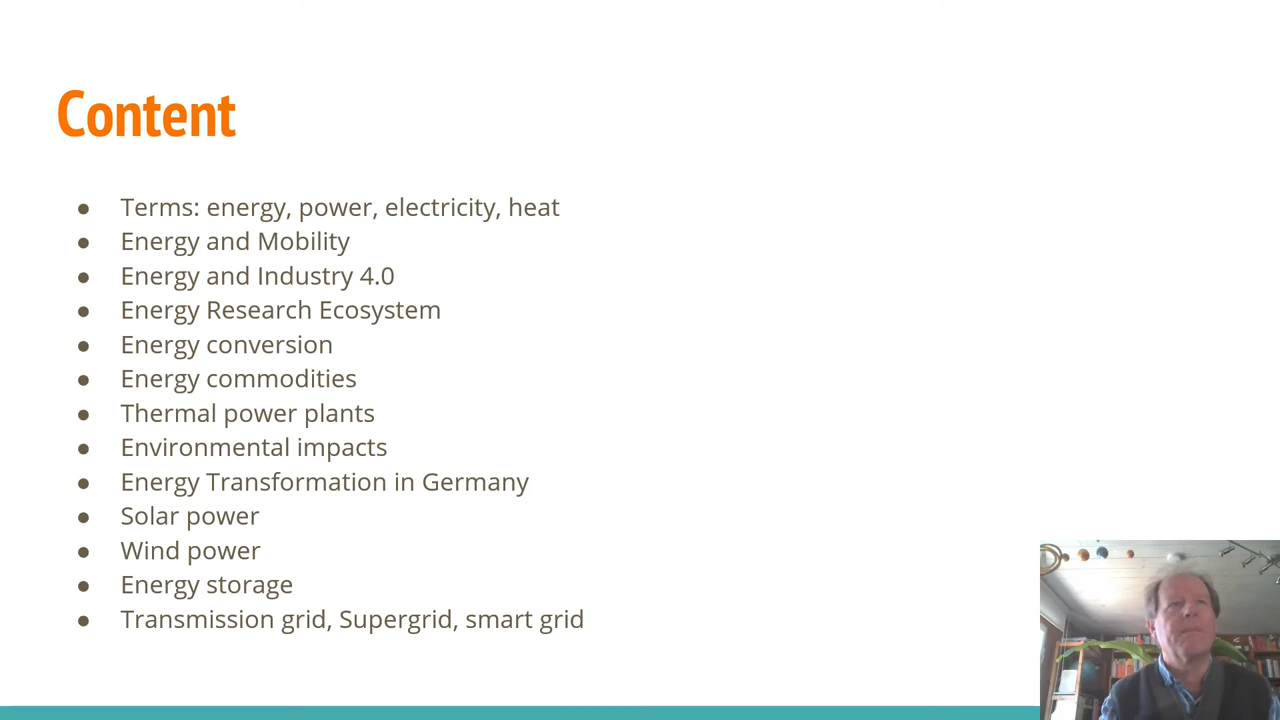 Content
● Terms: energy, power, electricity, heat
● Energy and Mobility
● Energy and Industry 4.0
● Energy Research Ecosystem
● Energy conversion
● Energy commodities
● Thermal power plants
● Environmental impacts
● Energy Transformation in Germany
● Solar power
● Wind power
● Energy storage
● Transmission grid, Supergrid, smart grid